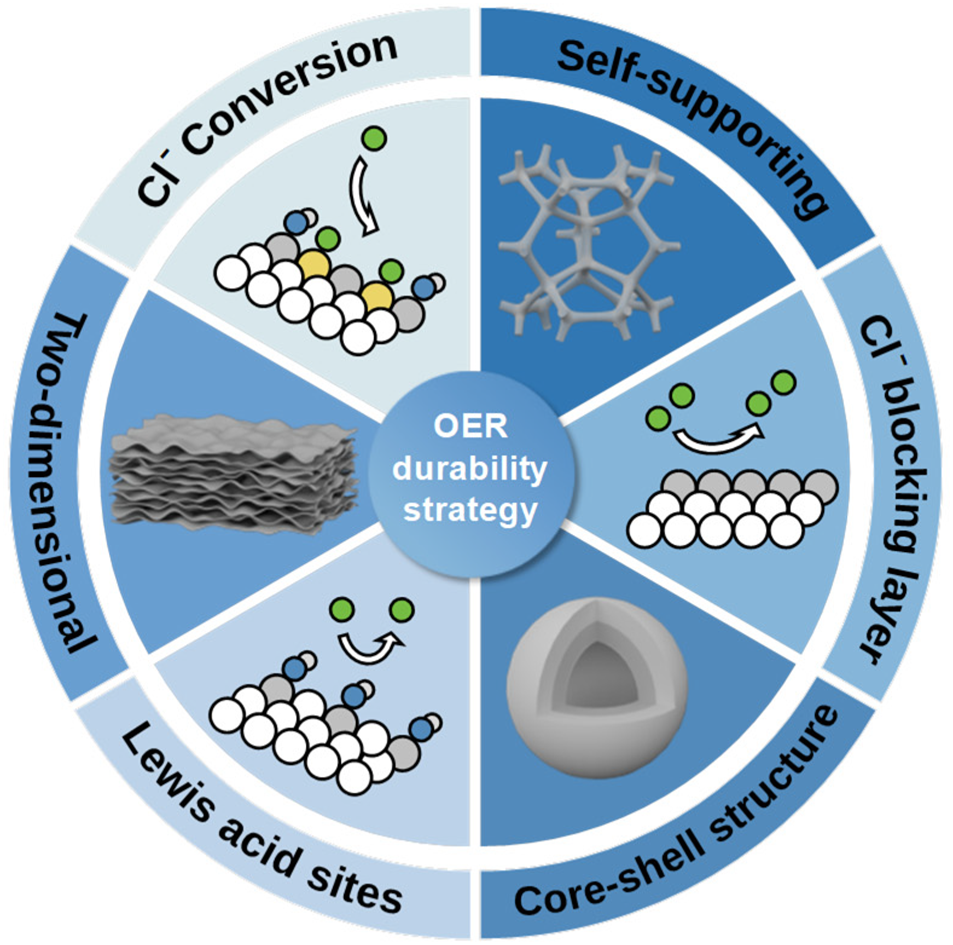 OER
durability
strategy
Self-supporting
Cl⁻ blocking layer
Core-shell structure
Lewis acid sites
Two-dimensional
Cl⁻ Conversion